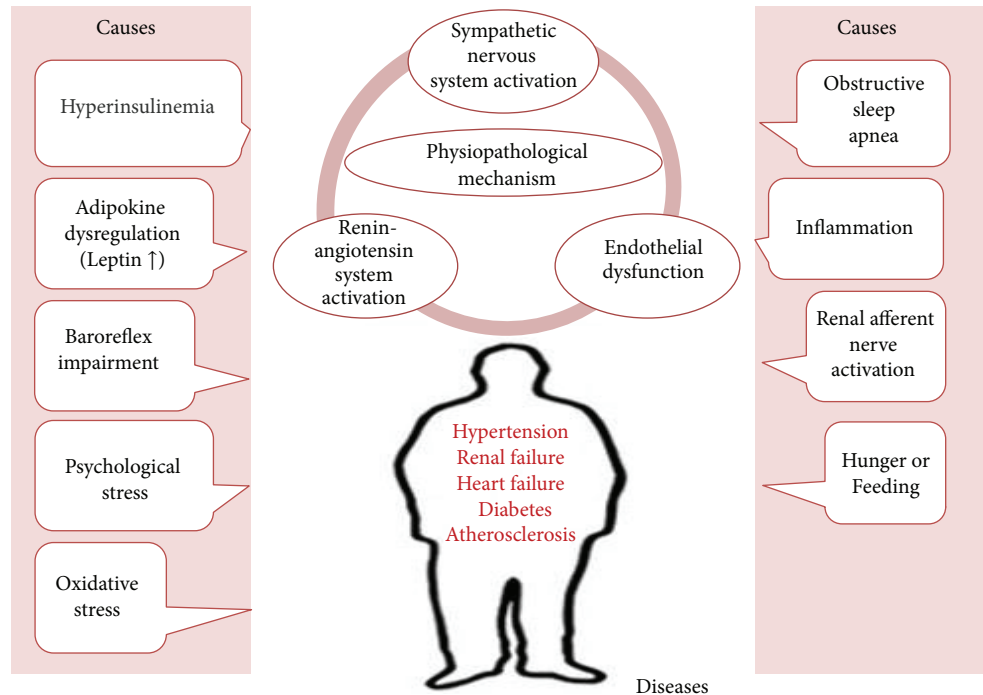 Causes
Hyperinsulinemia
Adipokine
dysregulation
(Leptin ↑)
Baroreflex
impairment
Psychological
stress
Oxidative
stress
Sympathetic
nervous
system activation
Physiopathological
mechanism
Renin-
angiotensin
system
activation
Endothelial
dysfunction
Hypertension
Renal failure
Heart failure
Diabetes
Atherosclerosis
Diseases
Causes
Obstructive
sleep
apnea
Inflammation
Renal afferent
nerve
activation
Hunger or
Feeding